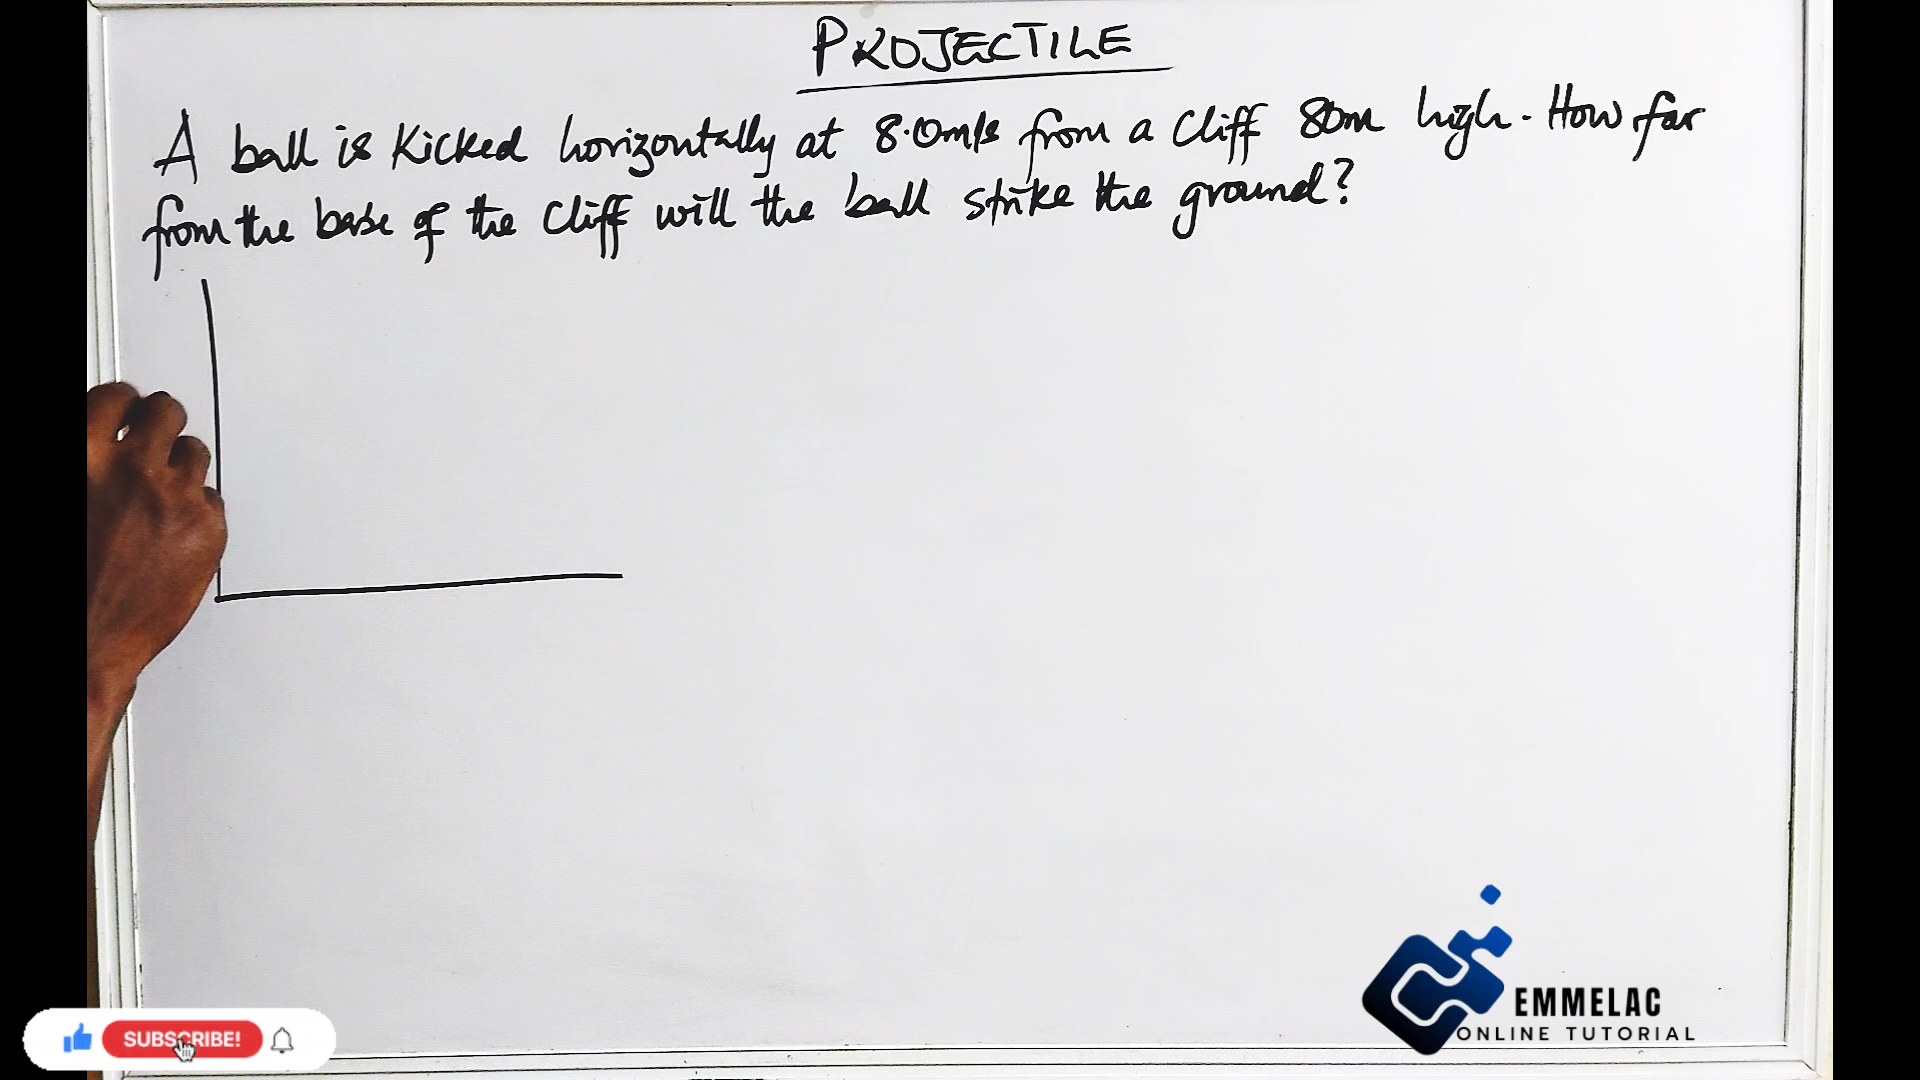 PROJECTILE
A ball is Kicked horizontally at 8.0m/s from a Cliff 80m high. How far
from the base of the Cliff will the ball strike the ground?
SUBSCRIBE!
EMMELAC
ONLINE TUTORIAL